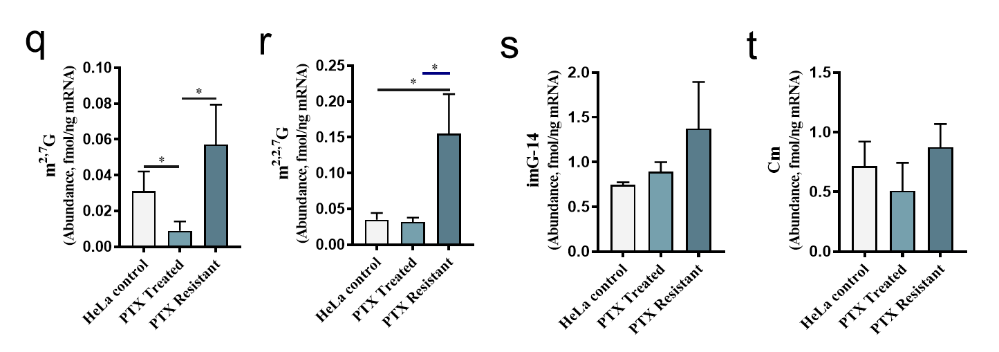 q
m2,7G
(Abundance, fmol/ng mRNA)
0.10
0.08
0.06
0.04
0.02
0.00
*
*
HeLa control
PTX Treated
PTX Resistant
r
m2,2,7G
(Abundance, fmol/ng mRNA)
0.25
0.20
0.15
0.10
0.05
0.00
*
*
HeLa control
PTX Treated
PTX Resistant
s
imG-14
(Abundance, fmol/ng mRNA)
2.0
1.5
1.0
0.5
0.0
HeLa control
PTX Treated
PTX Resistant
t
Cm
(Abundance, fmol/ng mRNA)
1.5
1.0
0.5
0.0
HeLa control
PTX Treated
PTX Resistant